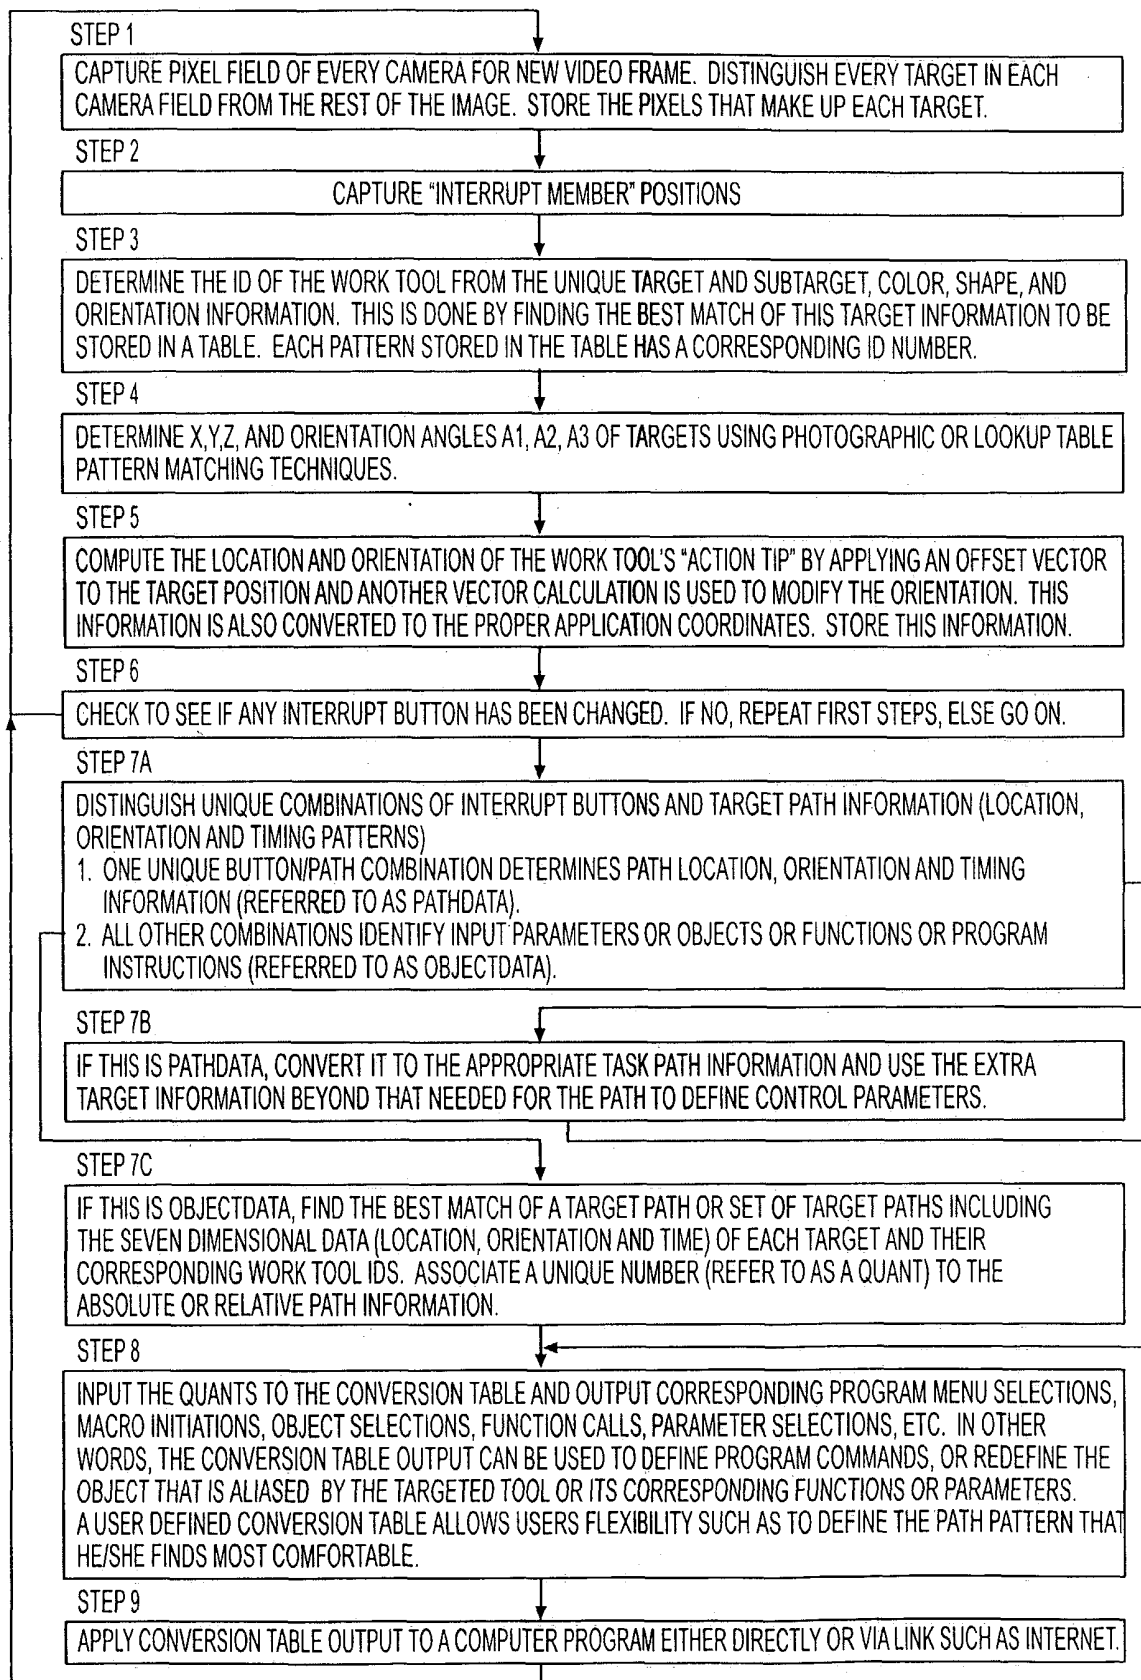 STEP 1
CAPTURE PIXEL FIELD OF EVERY CAMERA FOR NEW VIDEO FRAME. DISTINGUISH EVERY TARGET IN EACH
CAMERA FIELD FROM THE REST OF THE IMAGE. STORE THE PIXELS THAT MAKE UP EACH TARGET.
STEP 2
CAPTURE "INTERRUPT MEMBER" POSITIONS
STEP 3
DETERMINE THE ID OF THE WORK TOOL FROM THE UNIQUE TARGET AND SUBTARGET, COLOR, SHAPE, AND
ORIENTATION INFORMATION. THIS IS DONE BY FINDING THE BEST MATCH OF THIS TARGET INFORMATION TO BE
STORED IN A TABLE. EACH PATTERN STORED IN THE TABLE HAS A CORRESPONDING ID NUMBER.
STEP 4
DETERMINE X,Y,Z, AND ORIENTATION ANGLES A1, A2, A3 OF TARGETS USING PHOTOGRAPHIC OR LOOKUP TABLE
PATTERN MATCHING TECHNIQUES.
STEP 5
COMPUTE THE LOCATION AND ORIENTATION OF THE WORK TOOL'S "ACTION TIP" BY APPLYING AN OFFSET VECTOR
TO THE TARGET POSITION AND ANOTHER VECTOR CALCULATION IS USED TO MODIFY THE ORIENTATION. THIS
INFORMATION IS ALSO CONVERTED TO THE PROPER APPLICATION COORDINATES. STORE THIS INFORMATION.
STEP 6
CHECK TO SEE IF ANY INTERRUPT BUTTON HAS BEEN CHANGED. IF NO, REPEAT FIRST STEPS, ELSE GO ON.
STEP 7A
DISTINGUISH UNIQUE COMBINATIONS OF INTERRUPT BUTTONS AND TARGET PATH INFORMATION (LOCATION,
ORIENTATION AND TIMING PATTERNS)
1. ONE UNIQUE BUTTON/PATH COMBINATION DETERMINES PATH LOCATION, ORIENTATION AND TIMING
INFORMATION (REFERRED TO AS PATHDATA).
2. ALL OTHER COMBINATIONS IDENTIFY INPUT PARAMETERS OR OBJECTS OR FUNCTIONS OR PROGRAM
INSTRUCTIONS (REFERRED TO AS OBJECTDATA).
STEP 7B
IF THIS IS PATHDATA, CONVERT IT TO THE APPROPRIATE TASK PATH INFORMATION AND USE THE EXTRA
TARGET INFORMATION BEYOND THAT NEEDED FOR THE PATH TO DEFINE CONTROL PARAMETERS.
STEP 7C
IF THIS IS OBJECTDATA, FIND THE BEST MATCH OF A TARGET PATH OR SET OF TARGET PATHS INCLUDING
THE SEVEN DIMENSIONAL DATA (LOCATION, ORIENTATION AND TIME) OF EACH TARGET AND THEIR
CORRESPONDING WORK TOOL IDS. ASSOCIATE A UNIQUE NUMBER (REFER TO AS A QUANT) TO THE
ABSOLUTE OR RELATIVE PATH INFORMATION.
STEP 8
INPUT THE QUANTS TO THE CONVERSION TABLE AND OUTPUT CORRESPONDING PROGRAM MENU SELECTIONS,
MACRO INITIATIONS, OBJECT SELECTIONS, FUNCTION CALLS, PARAMETER SELECTIONS, ETC. IN OTHER
WORDS, THE CONVERSION TABLE OUTPUT CAN BE USED TO DEFINE PROGRAM COMMANDS, OR REDEFINE THE
OBJECT THAT IS ALIASED BY THE TARGETED TOOL OR ITS CORRESPONDING FUNCTIONS OR PARAMETERS.
A USER DEFINED CONVERSION TABLE ALLOWS USERS FLEXIBILITY SUCH AS TO DEFINE THE PATH PATTERN THAT
HE/SHE FINDS MOST COMFORTABLE.
STEP 9
APPLY CONVERSION TABLE OUTPUT TO A COMPUTER PROGRAM EITHER DIRECTLY OR VIA LINK SUCH AS INTERNET.